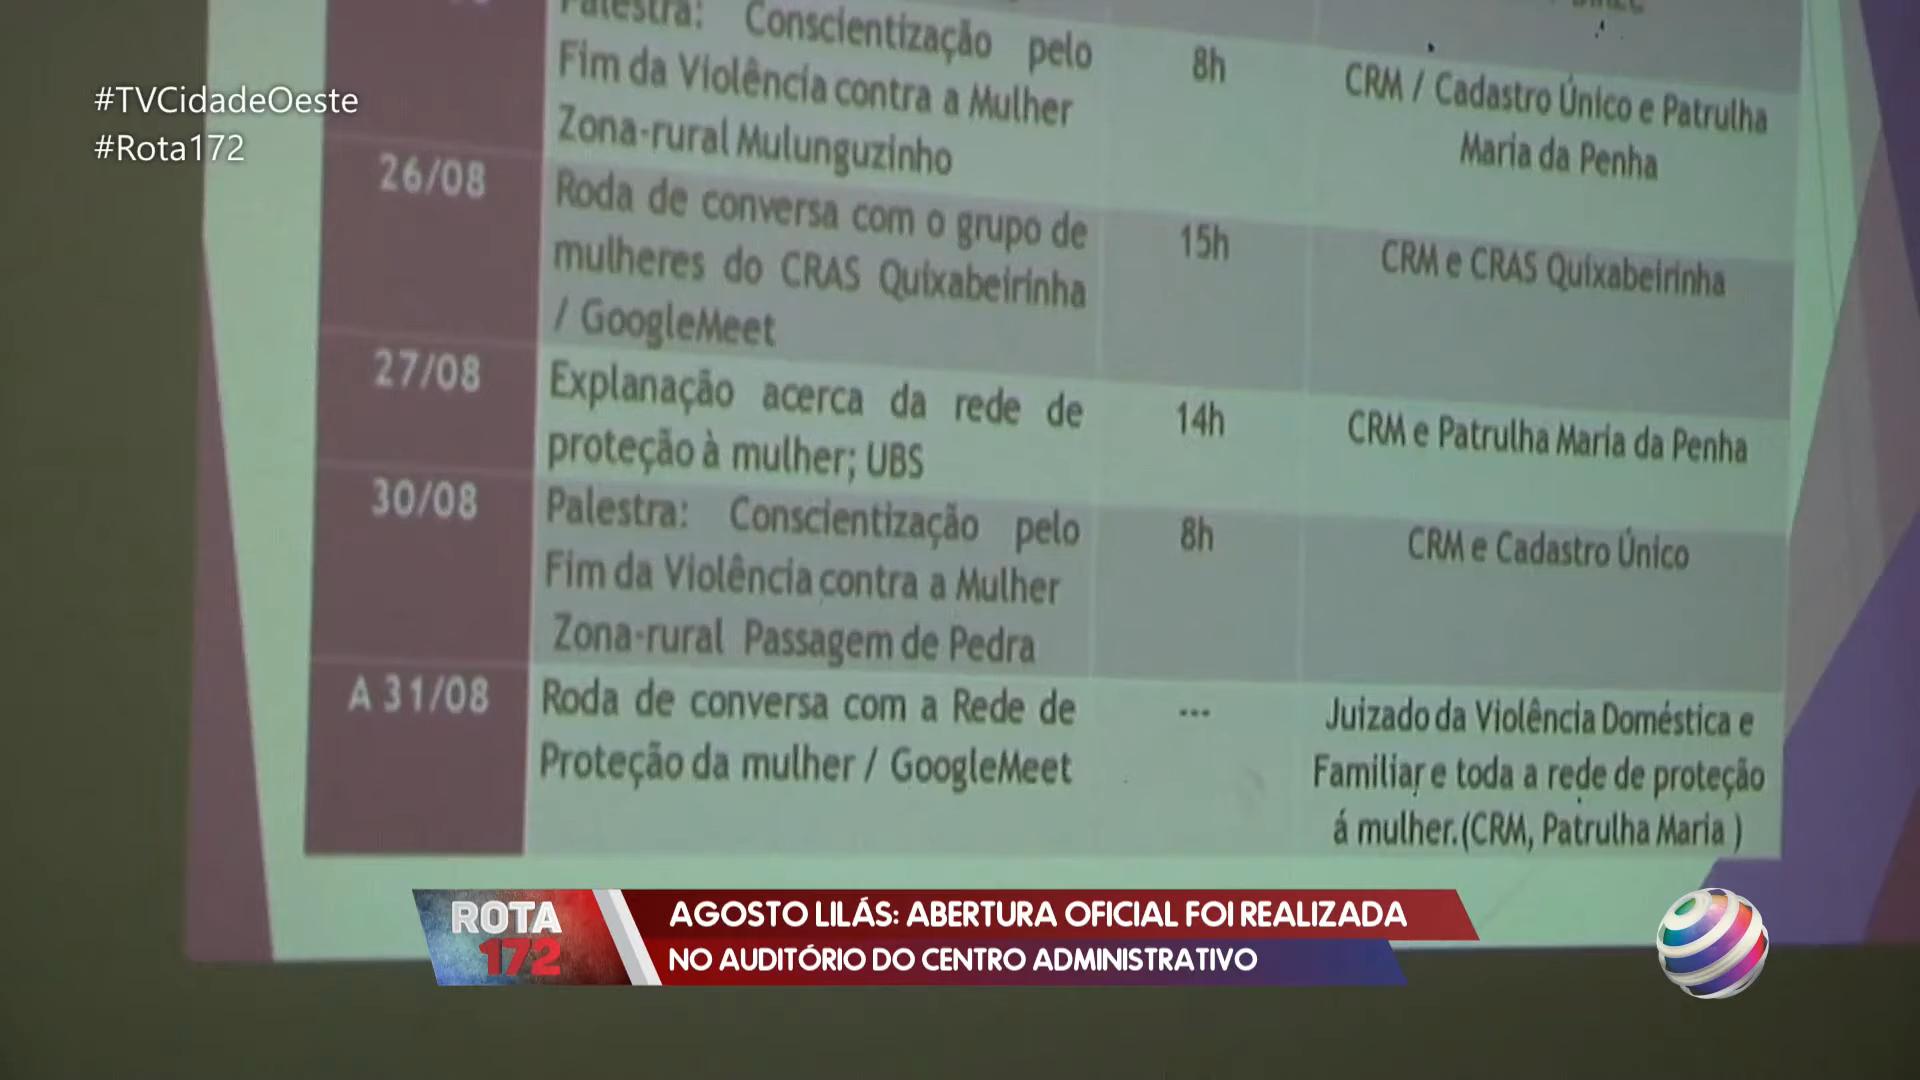 #TVCidadeOeste
#Rota172
Palestra: Conscientização pelo
Fim da Violência contra a Mulher
Zona-rural Mulunguzinho
8h
CRM / Cadastro Único e Patrulha
Maria da Penha
26/08
Roda de conversa com o grupo de
mulheres do CRAS Quixabeirinha
/ GoogleMeet
15h
CRM e CRAS Quixabeirinha
27/08
Explanação acerca da rede de
proteção à mulher; UBS
14h
CRM e Patrulha Maria da Penha
30/08
Palestra: Conscientização pelo
Fim da Violência contra a Mulher
Zona-rural Passagem de Pedra
8h
CRM e Cadastro Único
A 31/08
Roda de conversa com a Rede de
Proteção da mulher / GoogleMeet
---
Juizado da Violência Doméstica e
Familiar e toda a rede de proteção
á mulher.(CRM, Patrulha Maria )
ROTA
172
AGOSTO LILÁS: ABERTURA OFICIAL FOI REALIZADA
NO AUDITÓRIO DO CENTRO ADMINISTRATIVO